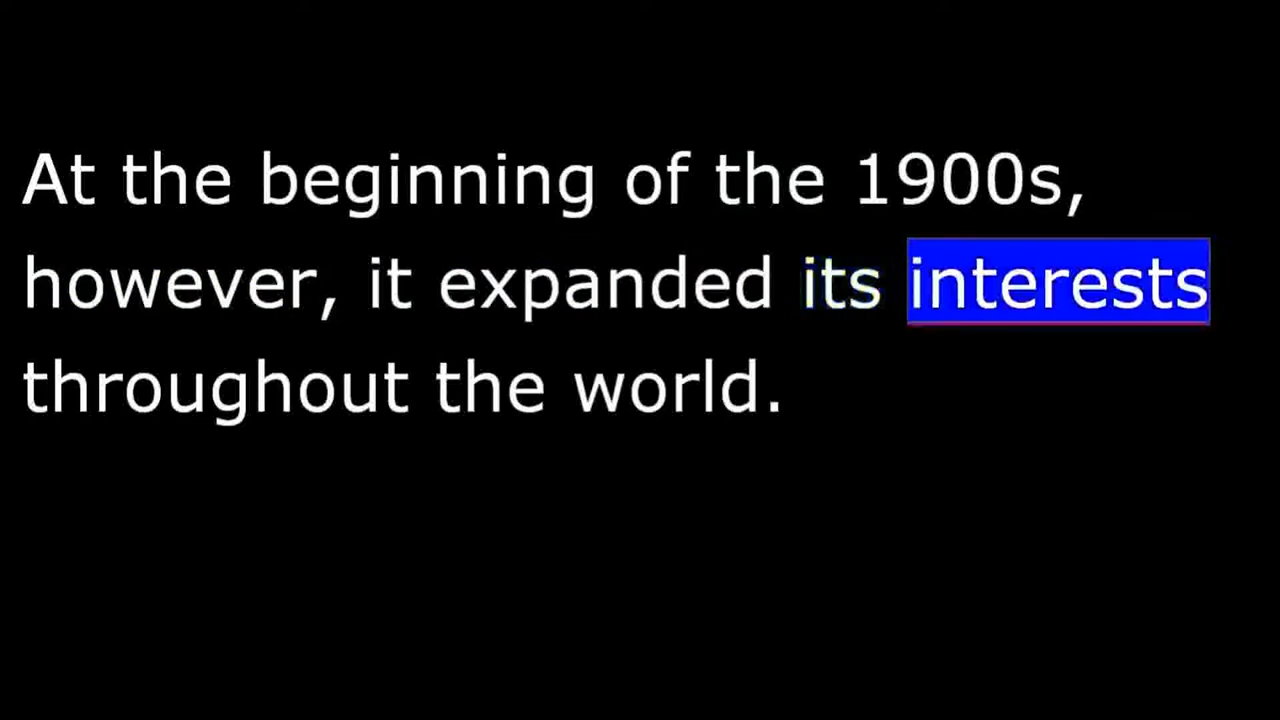 At the beginning of the 1900s,
however, it expanded its interests
throughout the world.